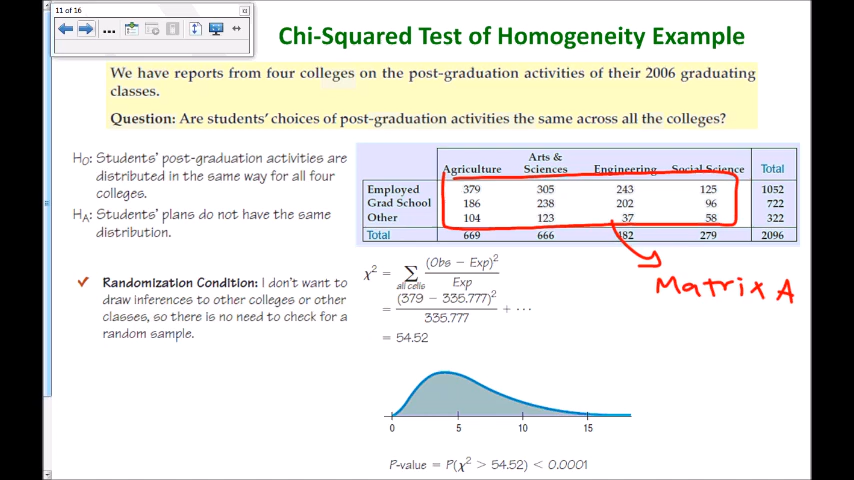 11 of 16
Chi-Squared Test of Homogeneity Example
We have reports from four colleges on the post-graduation activities of their 2006 graduating
classes.
Question: Are students' choices of post-graduation activities the same across all the colleges?
H0: Students' post-graduation activities are
distributed in the same way for all four
colleges.
HA: Students' plans do not have the same
distribution.
✓ Randomization Condition: I don't want to
draw inferences to other colleges or other
classes, so there is no need to check for a
random sample.
Agriculture Arts & Sciences Engineering Social Science Total
Employed 379 305 243 125 1052
Grad School 186 238 202 96 722
Other 104 123 37 58 322
Total 669 666 482 279 2096
Matrix A
χ² = ∑ all cells (Obs − Exp)² / Exp
= (379 − 335.777)² / 335.777 + ···
= 54.52
0 5 10 15
P-value = P(χ² > 54.52) < 0.0001